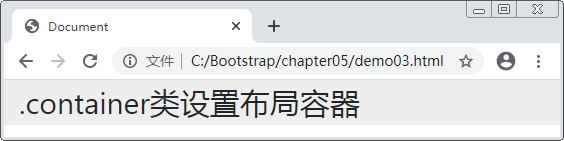 Document
文件 C:/Bootstrap/chapter05/demo03.html
.container类设置布局容器